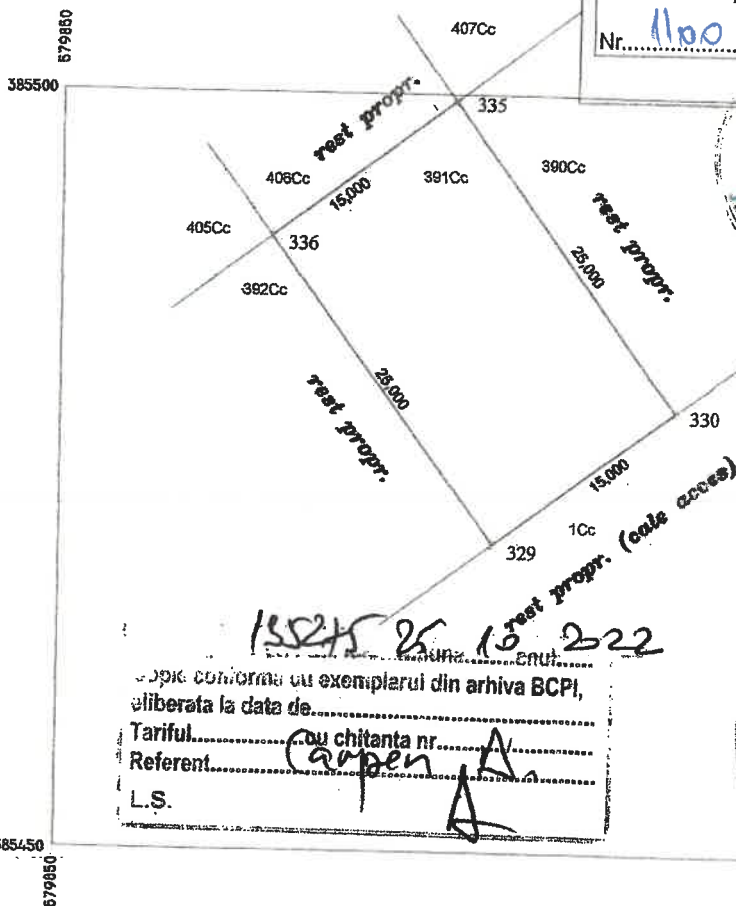 579850
407Cc
Nr. 1100
385500
335
rest propr.
406Cc
15,000
391Cc
390Cc
rest propr.
25,000
405Cc
336
392Cc
rest propr.
25,000
330
15,000
1Cc
329
rest propr. (cale acces)
25 luna 10 anul 2022
copie conforma cu exemplarul din arhiva BCPI,
eliberata la data de
Tariful cu chitanta nr.
Referent A.
L.S.
385450
579850